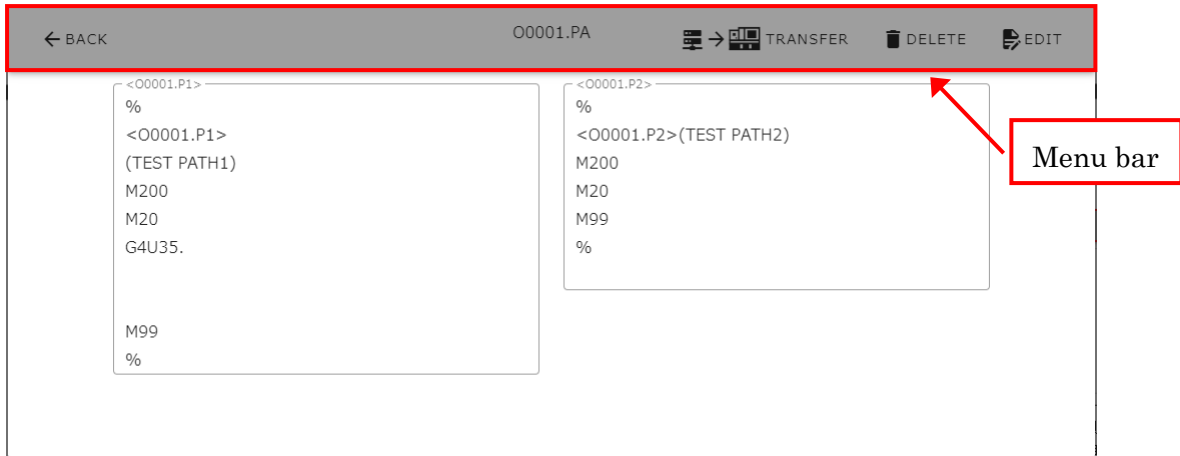 BACK
O0001.PA
TRANSFER
DELETE
EDIT
<O0001.P1>
%
<O0001.P1>
(TEST PATH1)
M200
M20
G4U35.
M99
%
<O0001.P2>
%
<O0001.P2>(TEST PATH2)
M200
M20
M99
%
Menu bar